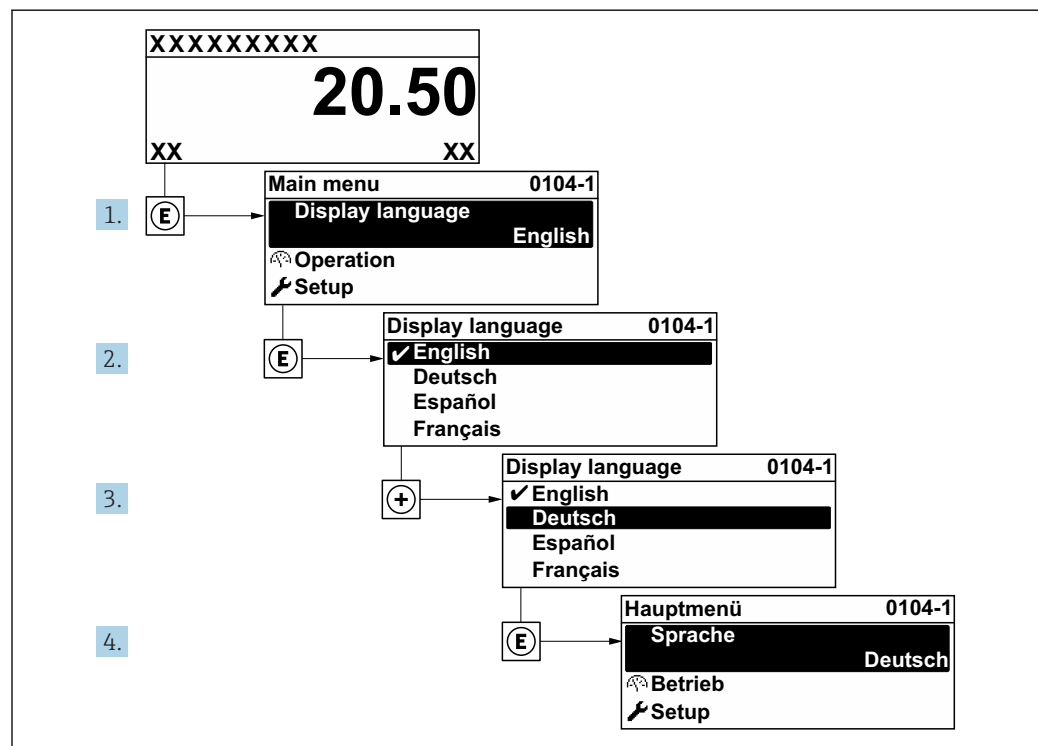 XXXXXXXXX
20.50
XX XX
1. E
Main menu 0104-1
Display language
English
Operation
Setup
2. E
Display language 0104-1
✔ English
Deutsch
Español
Français
3. +
Display language 0104-1
✔ English
Deutsch
Español
Français
4. E
Hauptmenü 0104-1
Sprache
Deutsch
Betrieb
Setup